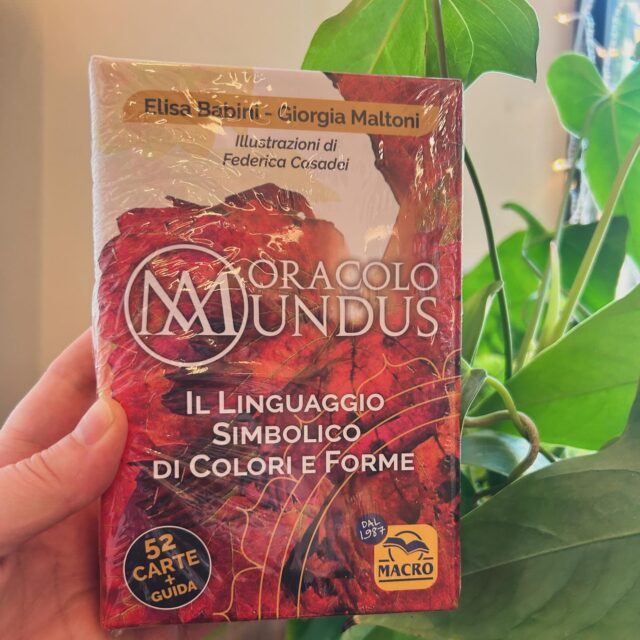 Elisa Babini - Giorgia Maltoni
Illustrazioni di
Federica Casadei
ORACOLO
MUNDUS
IL LINGUAGGIO
SIMBOLICO
DI COLORI E FORME
52
CARTE
+
GUIDA
DAL
1987
MACRO